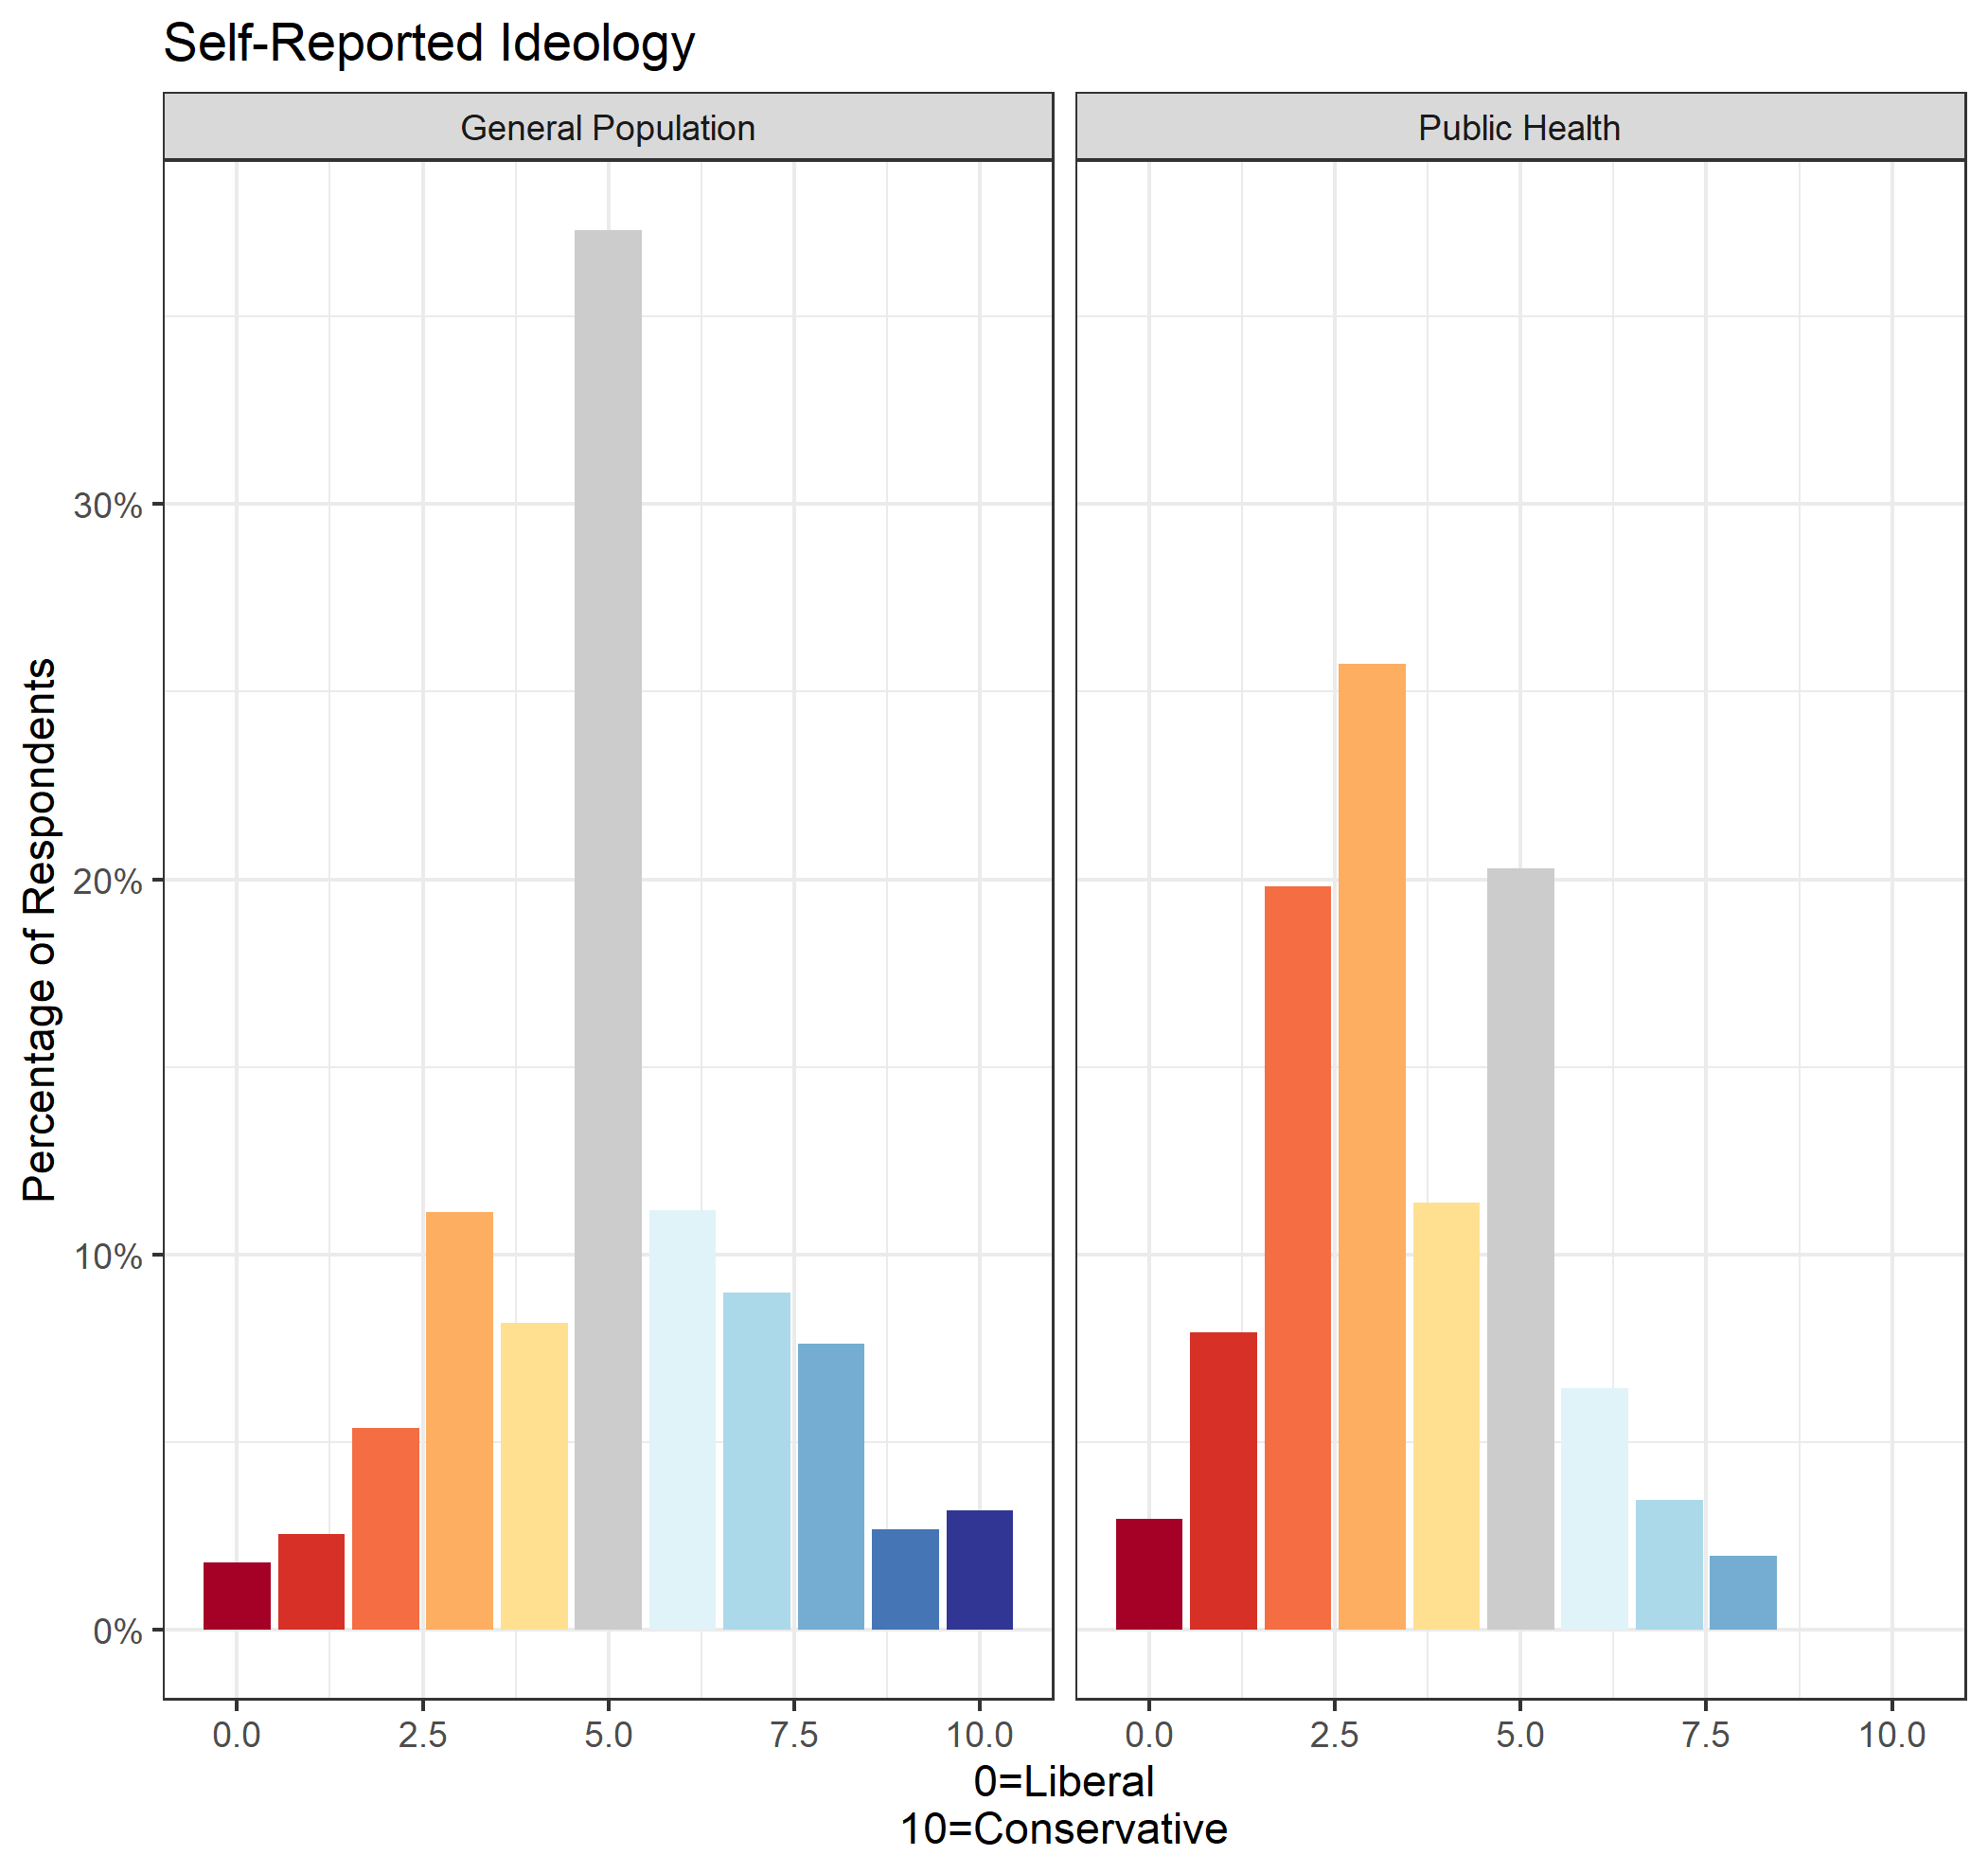 Self-Reported Ideology
General Population
Public Health
Percentage of Respondents
30%
20%
10%
0%
0.0 2.5 5.0 7.5 10.0
0.0 2.5 5.0 7.5 10.0
0=Liberal
10=Conservative